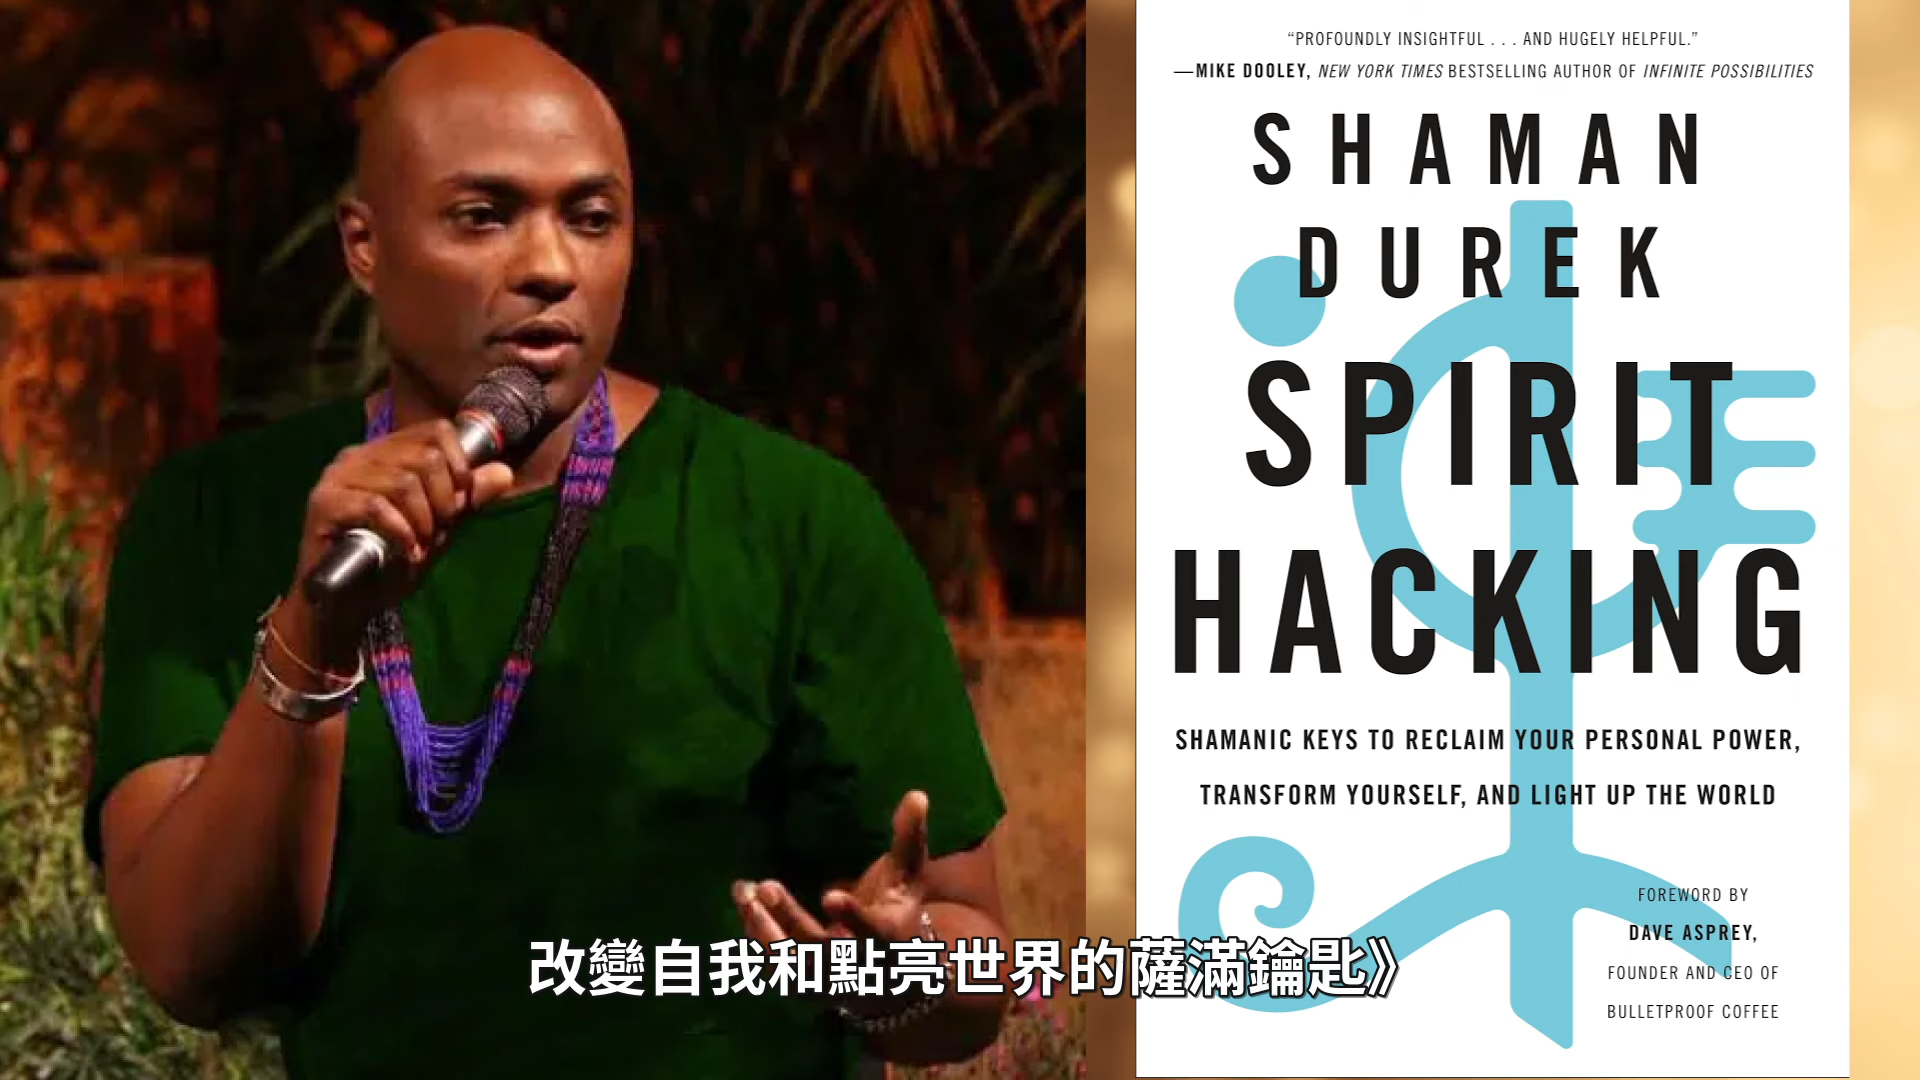 “PROFOUNDLY INSIGHTFUL . . . AND HUGELY HELPFUL.”
—MIKE DOOLEY, NEW YORK TIMES BESTSELLING AUTHOR OF INFINITE POSSIBILITIES
SHAMAN
DUREK
SPIRIT
HACKING
SHAMANIC KEYS TO RECLAIM YOUR PERSONAL POWER,
TRANSFORM YOURSELF, AND LIGHT UP THE WORLD
FOREWORD BY
DAVE ASPREY,
FOUNDER AND CEO OF
BULLETPROOF COFFEE
改變自我和點亮世界的薩滿鑰匙》